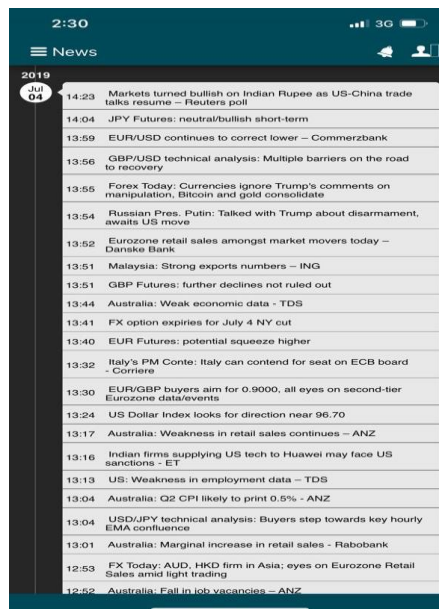 2:30
3G
News
2019
Jul
04
14:23 Markets turned bullish on Indian Rupee as US-China trade
talks resume – Reuters poll
14:04 JPY Futures: neutral/bullish short-term
13:59 EUR/USD continues to correct lower – Commerzbank
13:56 GBP/USD technical analysis: Multiple barriers on the road
to recovery
13:55 Forex Today: Currencies ignore Trump's comments on
manipulation, Bitcoin and gold consolidate
13:54 Russian Pres. Putin: Talked with Trump about disarmament,
awaits US move
13:52 Eurozone retail sales amongst market movers today –
Danske Bank
13:51 Malaysia: Strong exports numbers – ING
13:51 GBP Futures: further declines not ruled out
13:44 Australia: Weak economic data - TDS
13:41 FX option expiries for July 4 NY cut
13:40 EUR Futures: potential squeeze higher
13:32 Italy's PM Conte: Italy can contend for seat on ECB board
- Corriere
13:30 EUR/GBP buyers aim for 0.9000, all eyes on second-tier
Eurozone data/events
13:24 US Dollar Index looks for direction near 96.70
13:17 Australia: Weakness in retail sales continues – ANZ
13:16 Indian firms supplying US tech to Huawei may face US
sanctions - ET
13:13 US: Weakness in employment data – TDS
13:04 Australia: Q2 CPI likely to print 0.5% - ANZ
13:04 USD/JPY technical analysis: Buyers step towards key hourly
EMA confluence
13:01 Australia: Marginal increase in retail sales - Rabobank
12:53 FX Today: AUD, HKD firm in Asia; eyes on Eurozone Retail
Sales amid light trading
12:52 Australia: Fall in job vacancies – ANZ